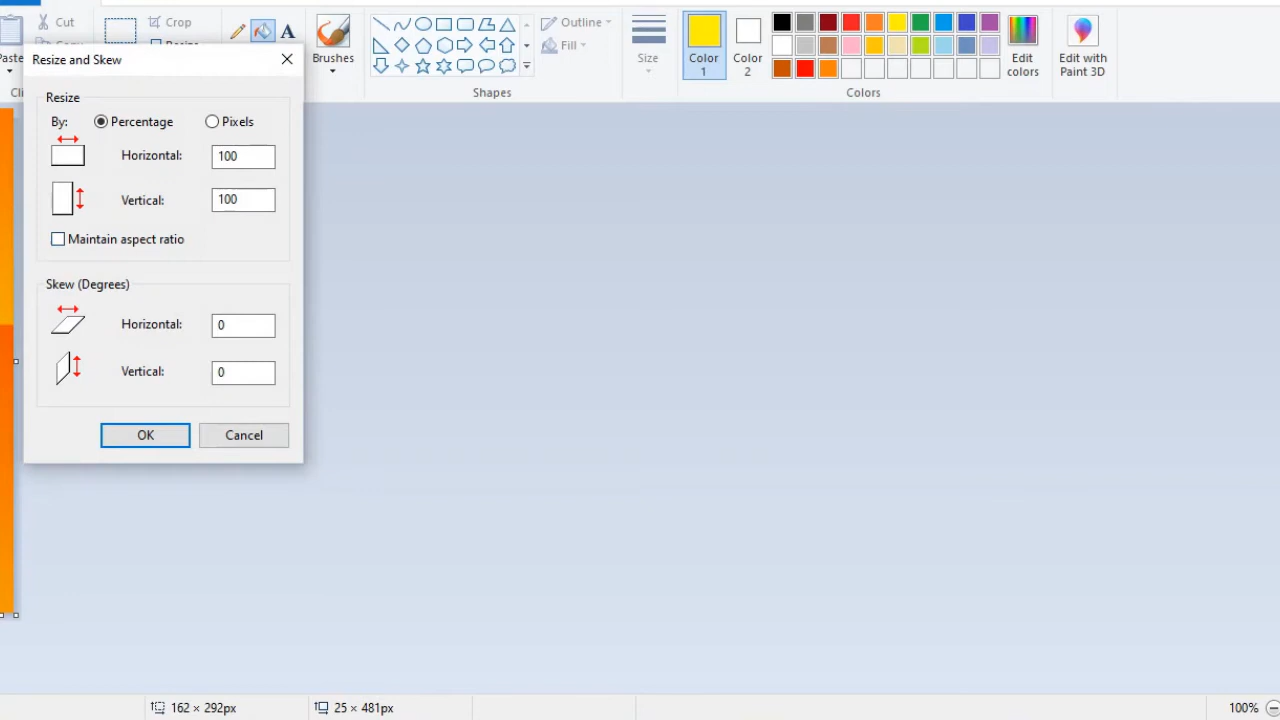 Cut
Crop
Outline
Resize
Paste
Brushes
Fill
Size
Color
1
Color
2
Edit
colors
Edit with
Paint 3D
A
Shapes
Colors
Resize and Skew
Resize
By:
Percentage
Pixels
Horizontal:
100
Vertical:
100
Maintain aspect ratio
Skew (Degrees)
Horizontal:
0
Vertical:
0
OK
Cancel
162 × 292px
25 × 481px
100%